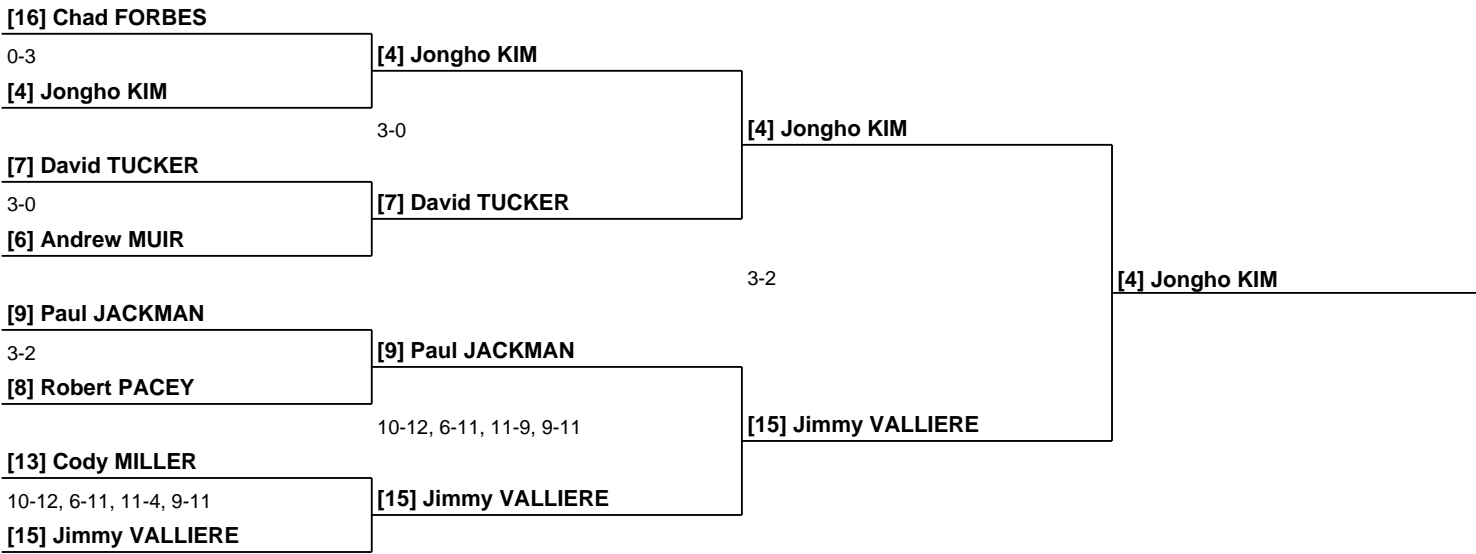 [16] Chad FORBES
0-3
[4] Jongho KIM
[4] Jongho KIM
3-0
[4] Jongho KIM
[7] David TUCKER
3-0
[7] David TUCKER
[6] Andrew MUIR
3-2
[4] Jongho KIM
[9] Paul JACKMAN
3-2
[9] Paul JACKMAN
[8] Robert PACEY
10-12, 6-11, 11-9, 9-11
[15] Jimmy VALLIERE
[13] Cody MILLER
10-12, 6-11, 11-4, 9-11
[15] Jimmy VALLIERE
[15] Jimmy VALLIERE